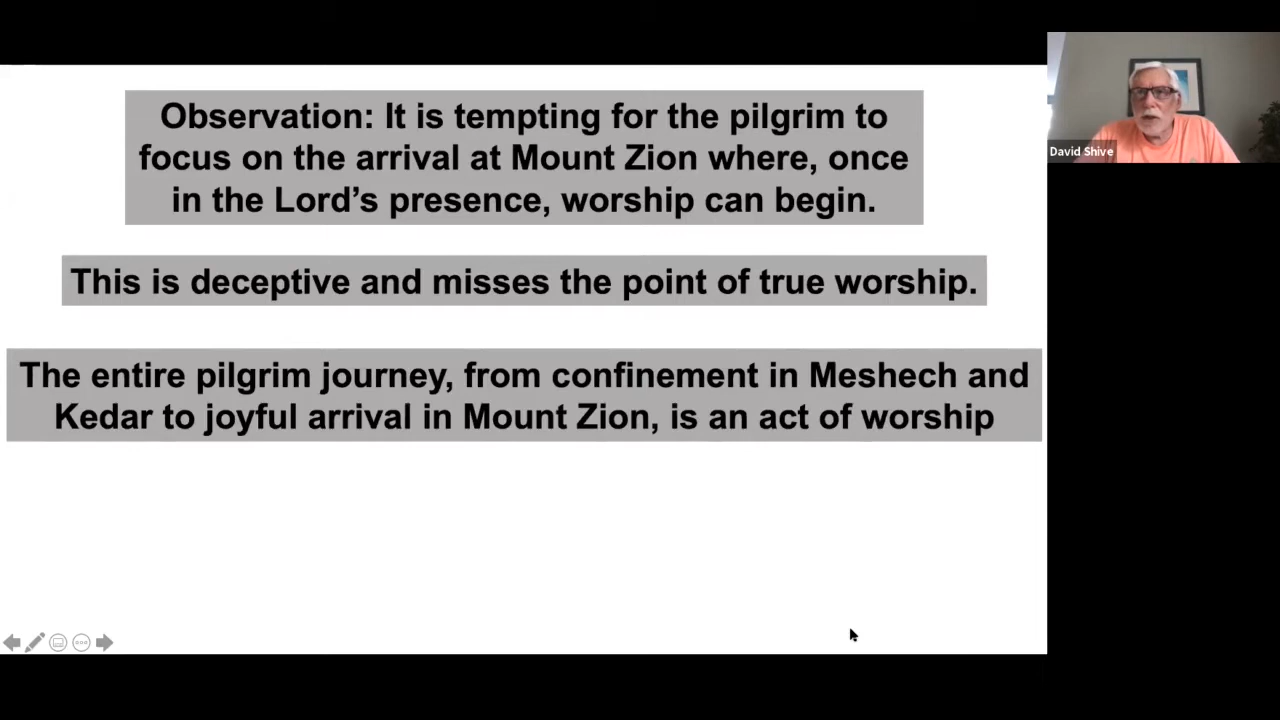 Observation: It is tempting for the pilgrim to
focus on the arrival at Mount Zion where, once
in the Lord’s presence, worship can begin.
This is deceptive and misses the point of true worship.
The entire pilgrim journey, from confinement in Meshech and
Kedar to joyful arrival in Mount Zion, is an act of worship
David Shive